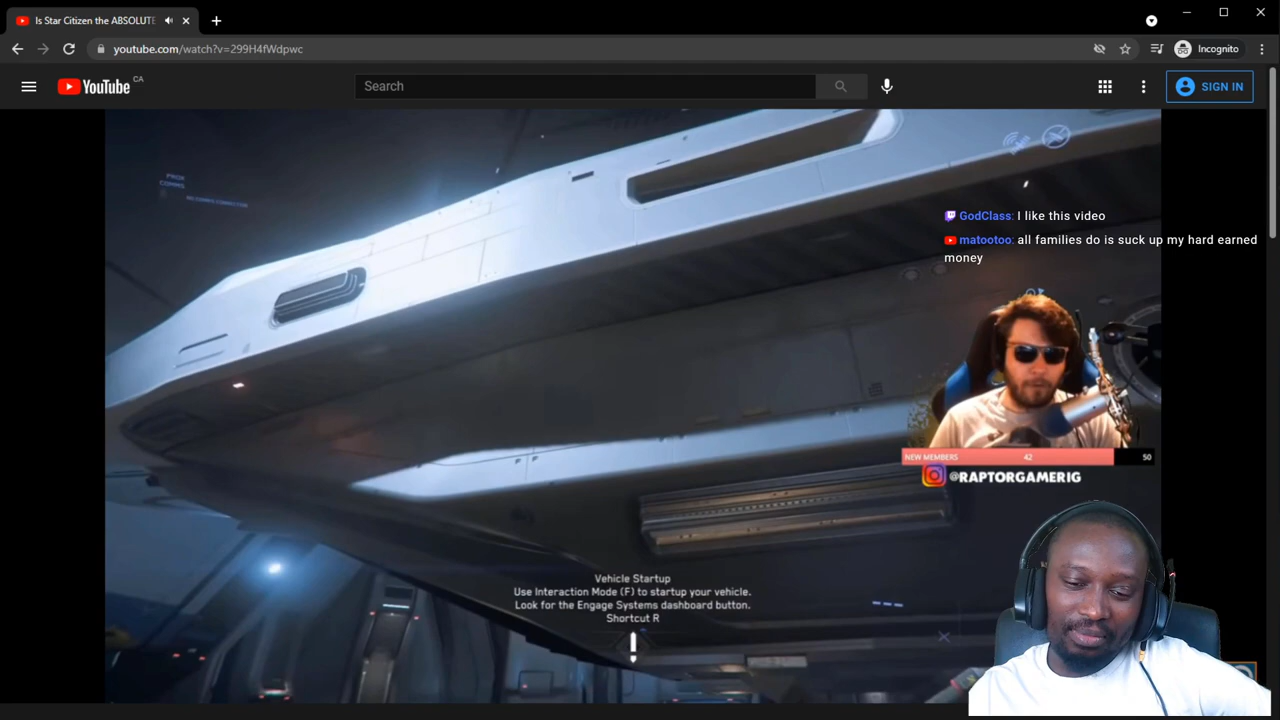 Is Star Citizen the ABSOLUTE
youtube.com/watch?v=299H4fWdpwc
Incognito
YouTube CA
Search
SIGN IN
GodClass: I like this video
matootoo: all families do is suck up my hard earned
money
NEW MEMBERS 42 50
@RAPTORGAMERIG
Vehicle Startup
Use Interaction Mode (F) to startup your vehicle.
Look for the Engage Systems dashboard button.
Shortcut R